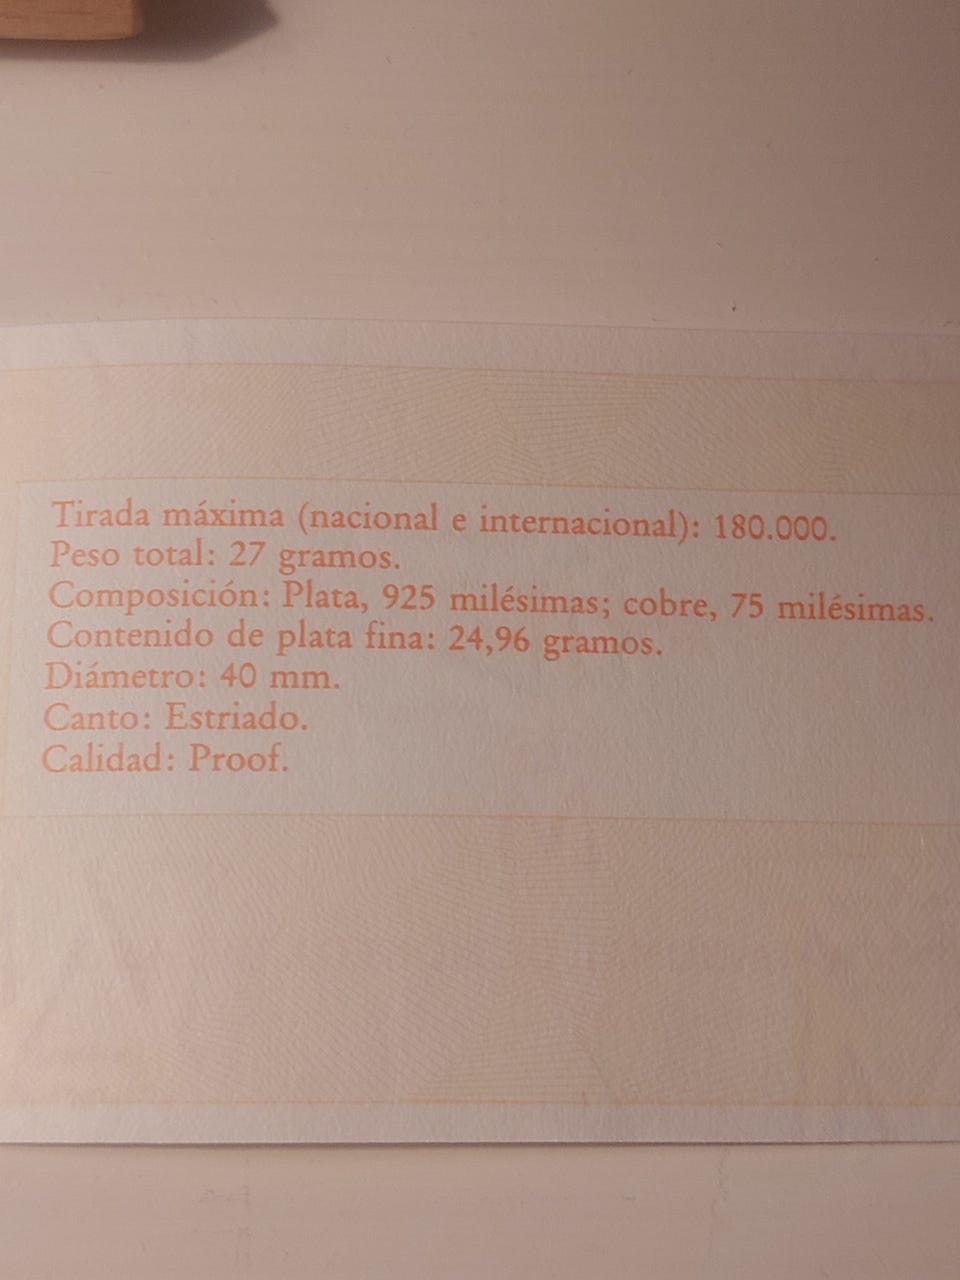 Tirada máxima (nacional e internacional): 180.000.
Peso total: 27 gramos.
Composición: Plata, 925 milésimas; cobre, 75 milésimas.
Contenido de plata fina: 24,96 gramos.
Diámetro: 40 mm.
Canto: Estriado.
Calidad: Proof.